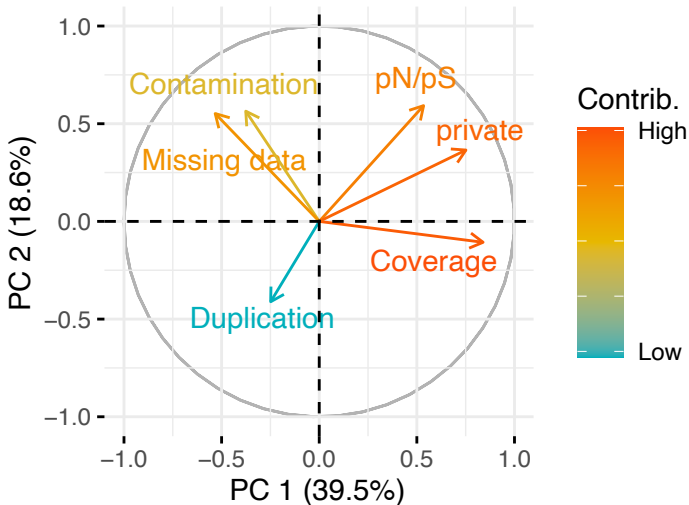 1.0
0.5
0.0
−0.5
−1.0
PC 2 (18.6%)
Contamination
pN/pS
private
Missing data
Coverage
Duplication
−1.0
−0.5
0.0
0.5
1.0
PC 1 (39.5%)
Contrib.
High
Low